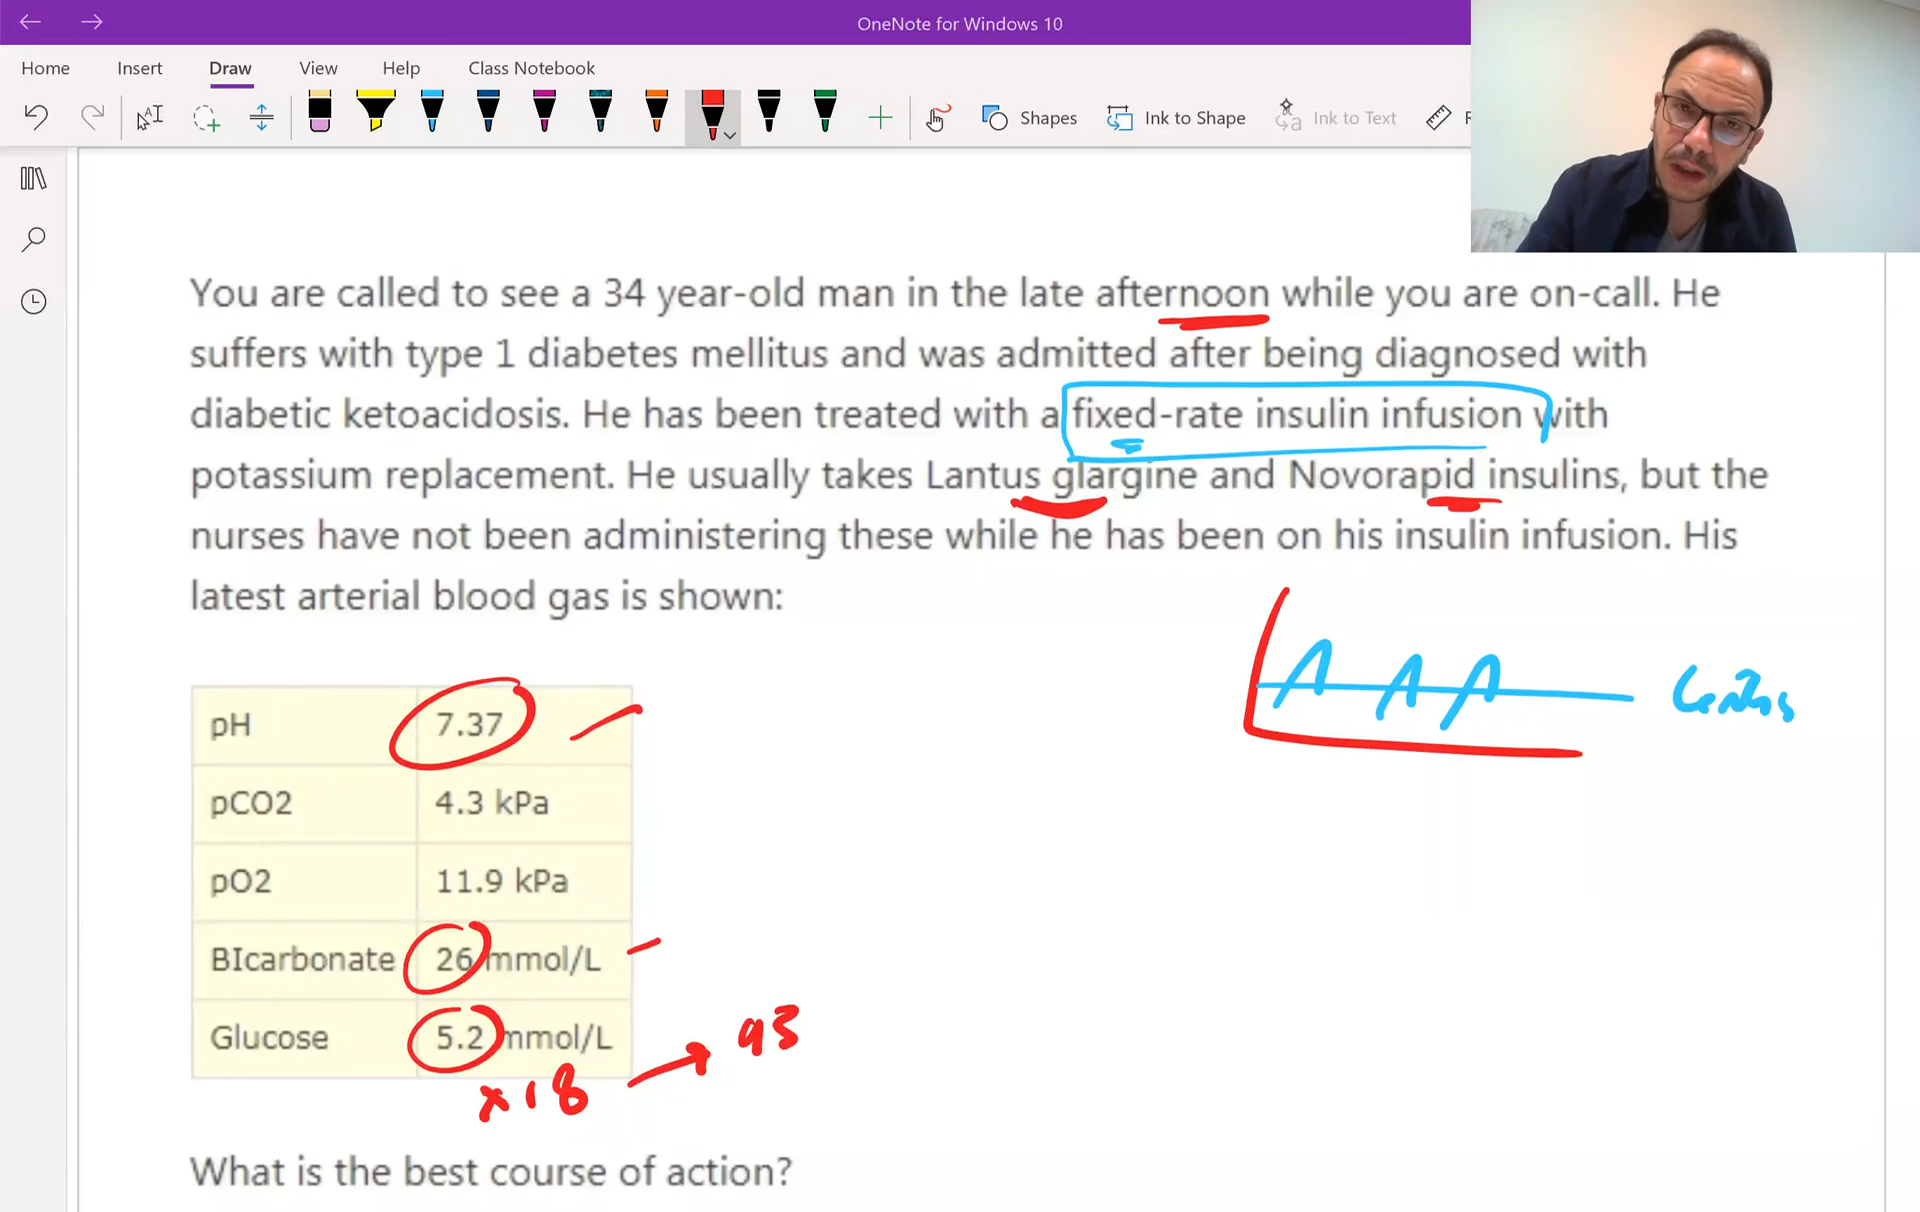 OneNote for Windows 10
Home Insert Draw View Help Class Notebook
Shapes Ink to Shape Ink to Text
You are called to see a 34 year-old man in the late afternoon while you are on-call. He
suffers with type 1 diabetes mellitus and was admitted after being diagnosed with
diabetic ketoacidosis. He has been treated with a fixed-rate insulin infusion with
potassium replacement. He usually takes Lantus glargine and Novorapid insulins, but the
nurses have not been administering these while he has been on his insulin infusion. His
latest arterial blood gas is shown:
Lantus
pH 7.37
pCO2 4.3 kPa
pO2 11.9 kPa
BIcarbonate 26 mmol/L
Glucose 5.2 mmol/L
x18 → 93
What is the best course of action?